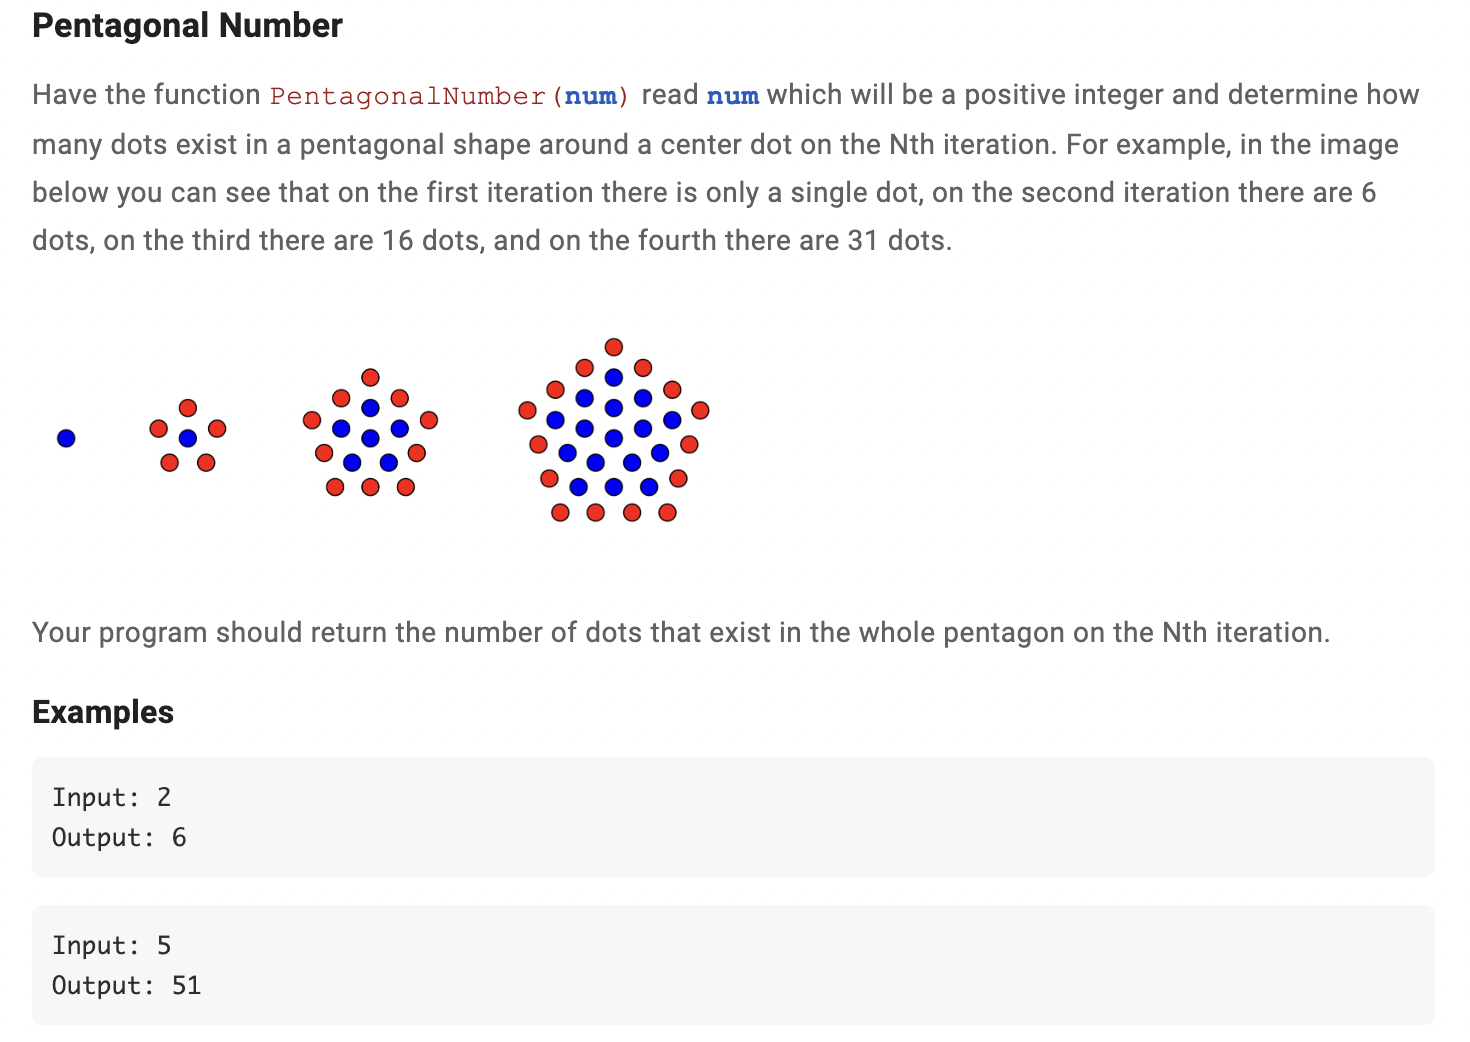 Pentagonal Number
Have the function PentagonalNumber(num) read num which will be a positive integer and determine how
many dots exist in a pentagonal shape around a center dot on the Nth iteration. For example, in the image
below you can see that on the first iteration there is only a single dot, on the second iteration there are 6
dots, on the third there are 16 dots, and on the fourth there are 31 dots.
Your program should return the number of dots that exist in the whole pentagon on the Nth iteration.
Examples
Input: 2
Output: 6
Input: 5
Output: 51